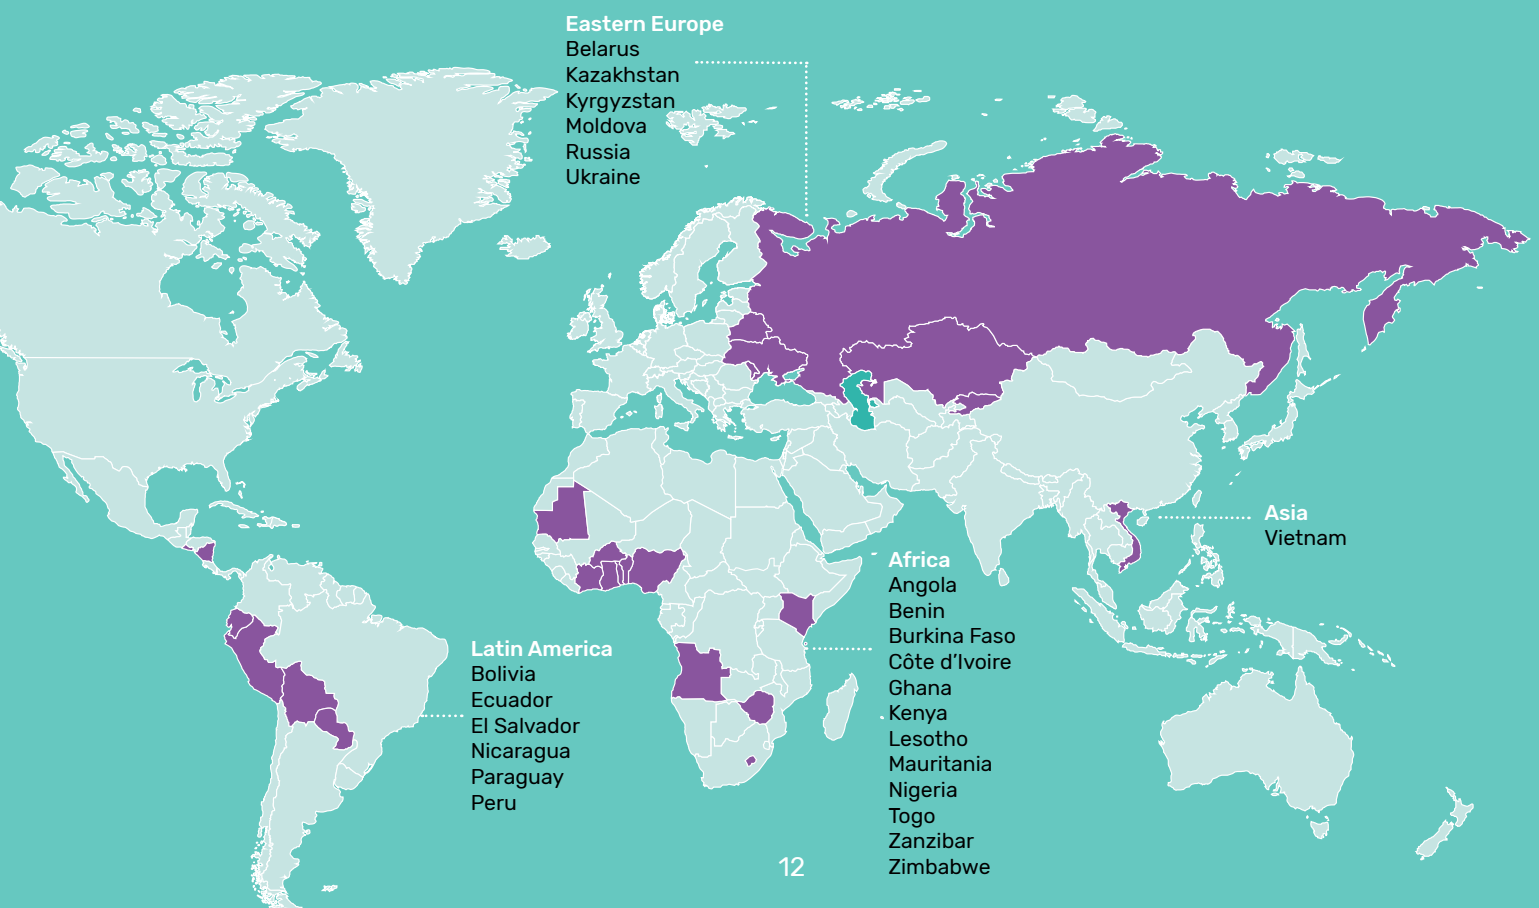 Eastern Europe
Belarus
Kazakhstan
Kyrgyzstan
Moldova
Russia
Ukraine
Asia
Vietnam
Africa
Angola
Benin
Burkina Faso
Côte d’Ivoire
Ghana
Kenya
Lesotho
Mauritania
Nigeria
Togo
Zanzibar
Zimbabwe
Latin America
Bolivia
Ecuador
El Salvador
Nicaragua
Paraguay
Peru
12